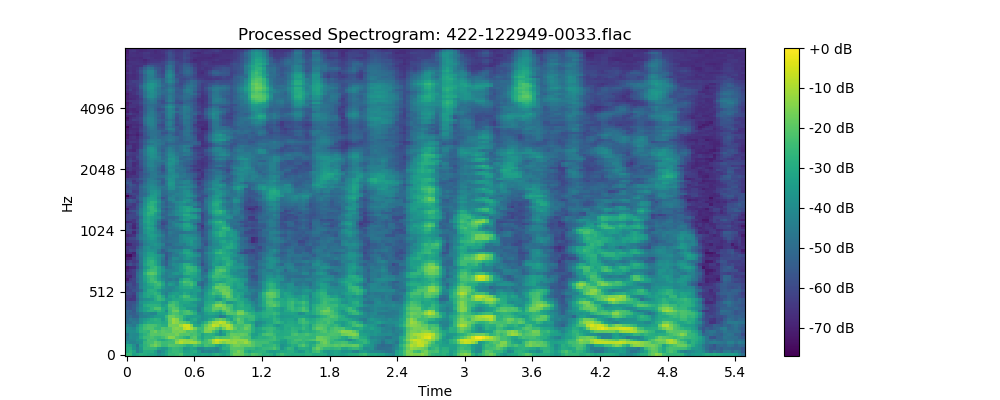 Processed Spectrogram: 422-122949-0033.flac
Hz
4096
2048
1024
512
0
0 0.6 1.2 1.8 2.4 3 3.6 4.2 4.8 5.4
Time
+0 dB
-10 dB
-20 dB
-30 dB
-40 dB
-50 dB
-60 dB
-70 dB